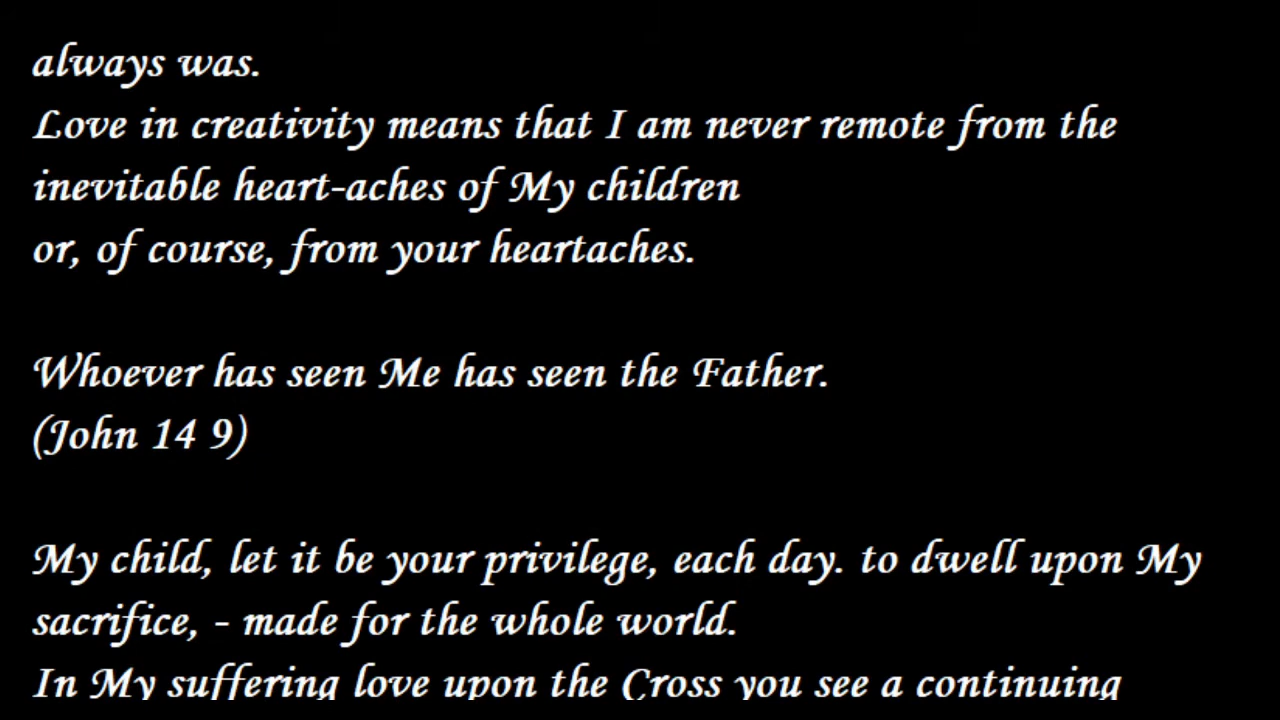 always was.
Love in creativity means that I am never remote from the
inevitable heart-aches of My children
or, of course, from your heartaches.
Whoever has seen Me has seen the Father.
(John 14 9)
My child, let it be your privilege, each day. to dwell upon My
sacrifice, - made for the whole world.
In My suffering love upon the Cross you see a continuing